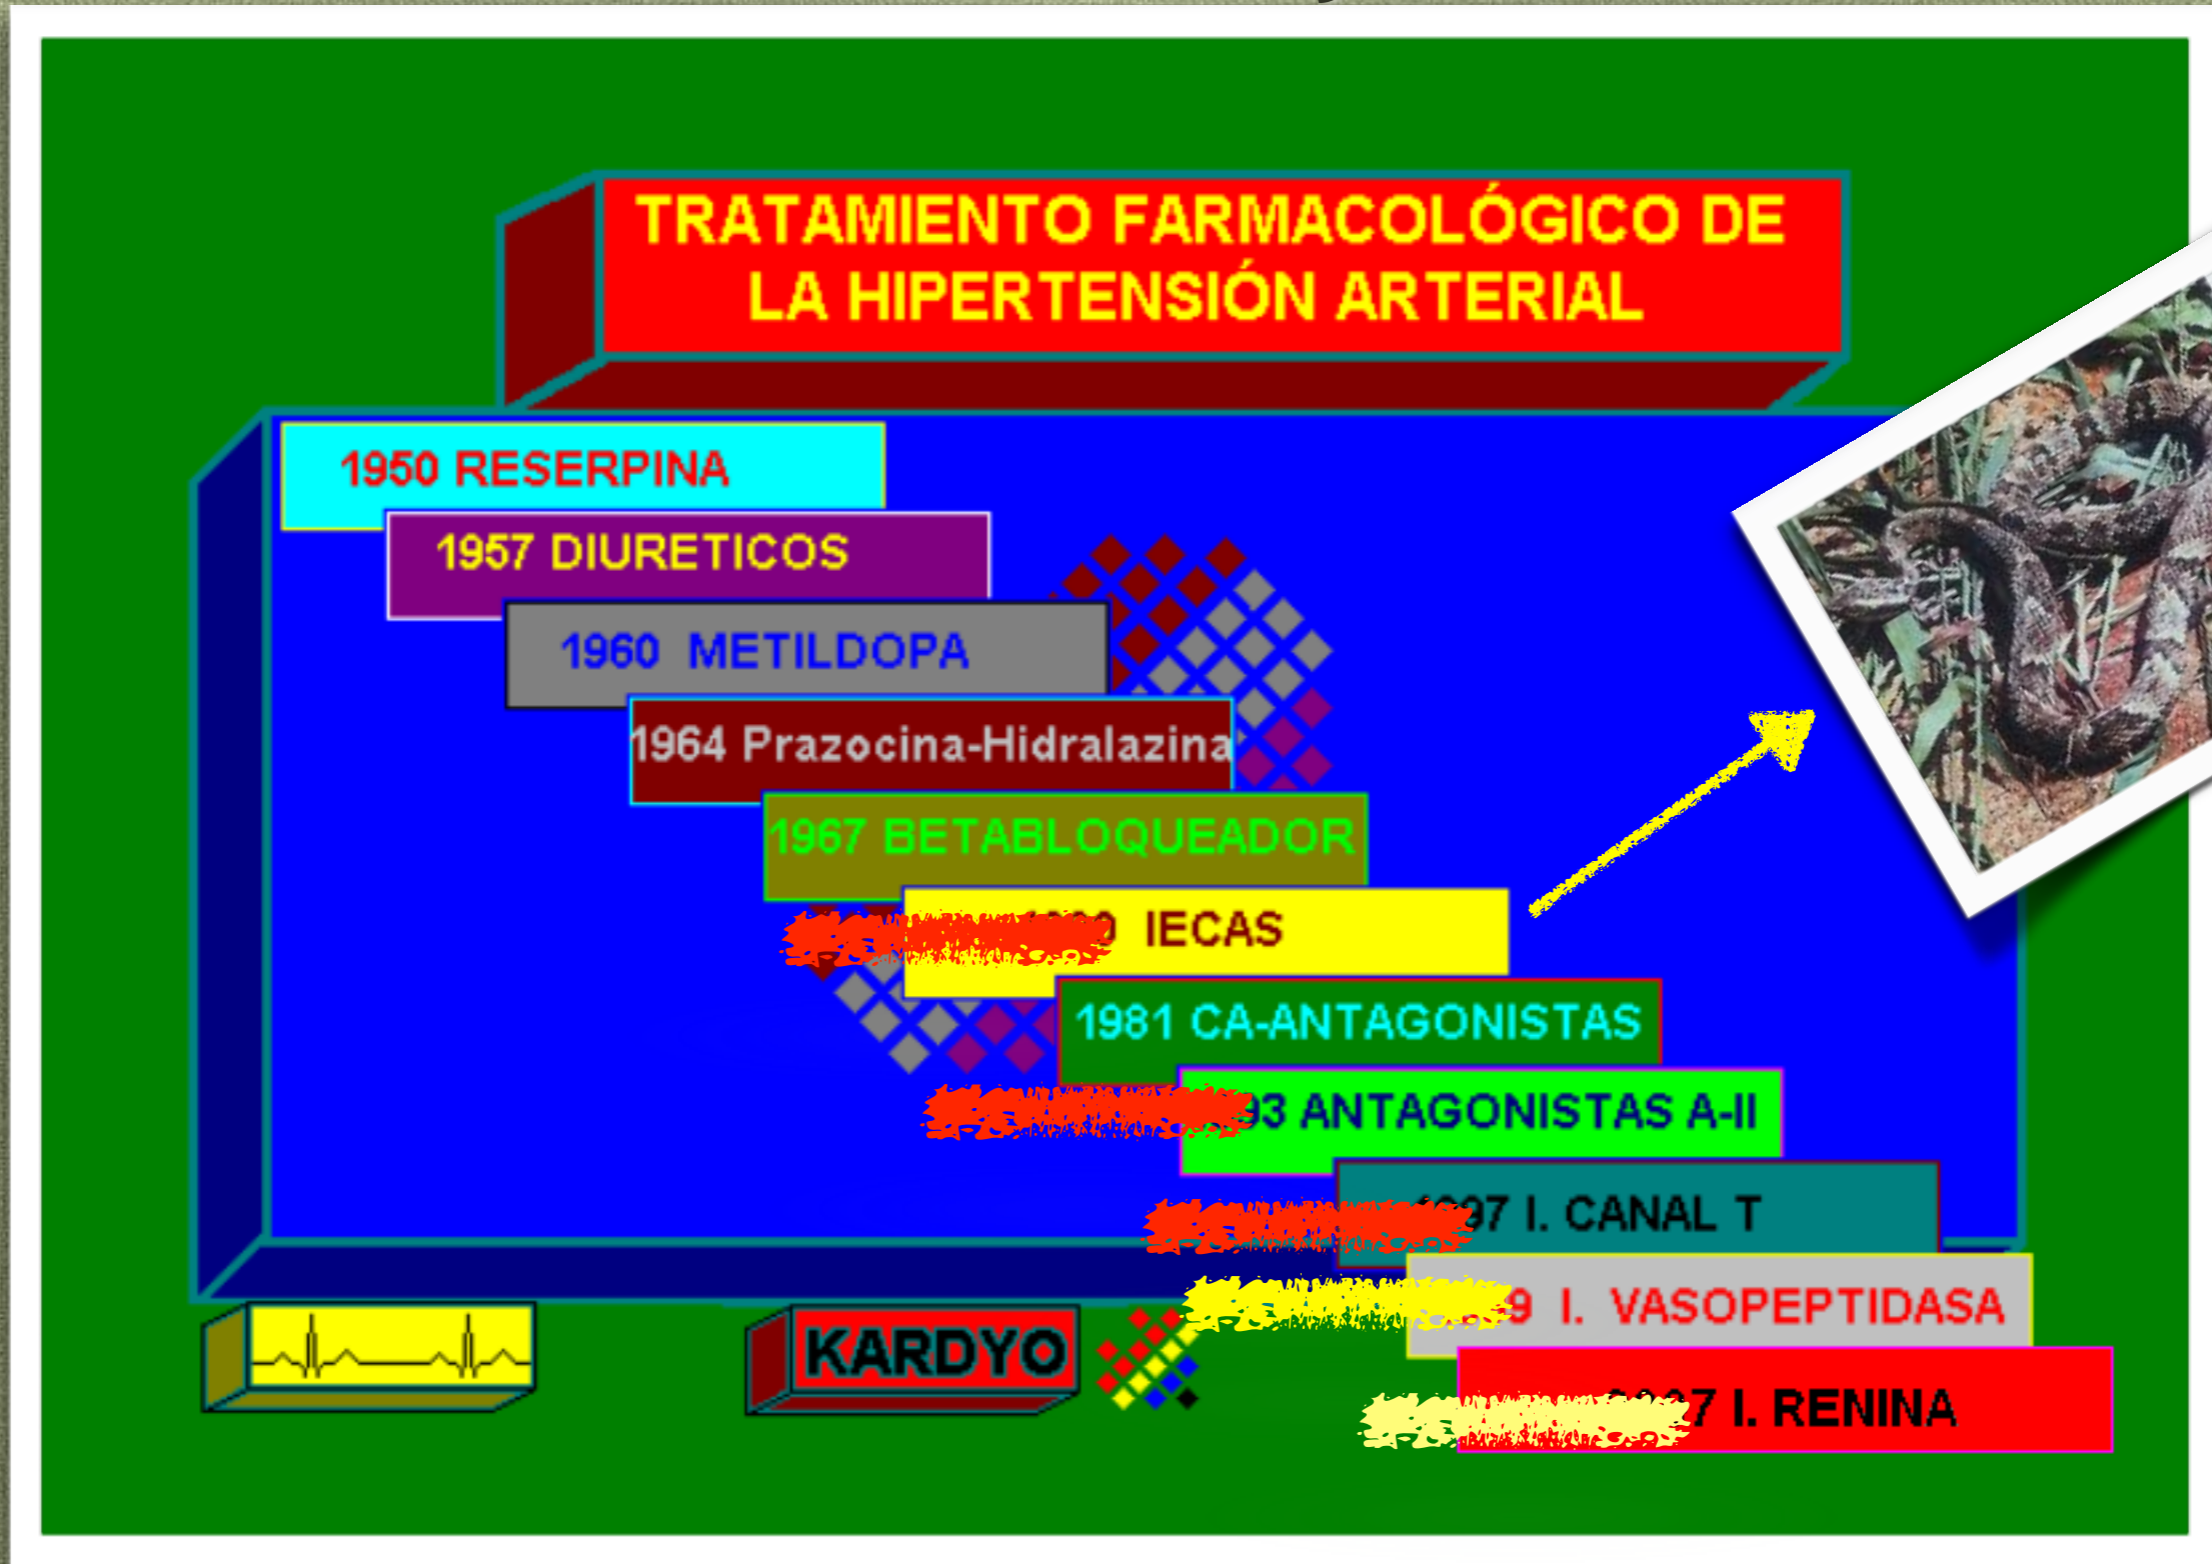 TRATAMIENTO FARMACOLÓGICO DE
LA HIPERTENSIÓN ARTERIAL
1950 RESERPINA
1957 DIURETICOS
1960 METILDOPA
1964 Prazocina-Hidralazina
1967 BETABLOQUEADOR
IECAS
1981 CA-ANTAGONISTAS
ANTAGONISTAS A-II
I. CANAL T
I. VASOPEPTIDASA
I. RENINA
KARDYO